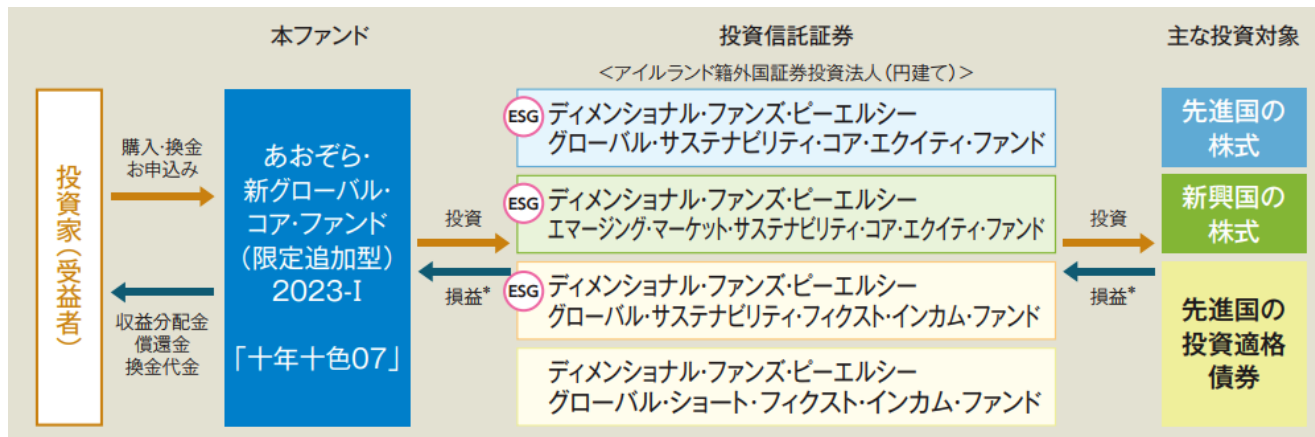 本ファンド
投資信託証券
主な投資対象
<アイルランド籍外国証券投資法人(円建て)>
投資家(受益者)
購入・換金
お申込み
収益分配金
償還金
換金代金
あおぞら・
新グローバル・
コア・ファンド
(限定追加型)
2023-I
「十年十色07」
投資
損益*
ESG
ディメンショナル・ファンズ・ピーエルシー
グローバル・サステナビリティ・コア・エクイティ・ファンド
ESG
ディメンショナル・ファンズ・ピーエルシー
エマージング・マーケット・サステナビリティ・コア・エクイティ・ファンド
ESG
ディメンショナル・ファンズ・ピーエルシー
グローバル・サステナビリティ・フィクスト・インカム・ファンド
ディメンショナル・ファンズ・ピーエルシー
グローバル・ショート・フィクスト・インカム・ファンド
投資
損益*
先進国の
株式
新興国の
株式
先進国の
投資適格
債券